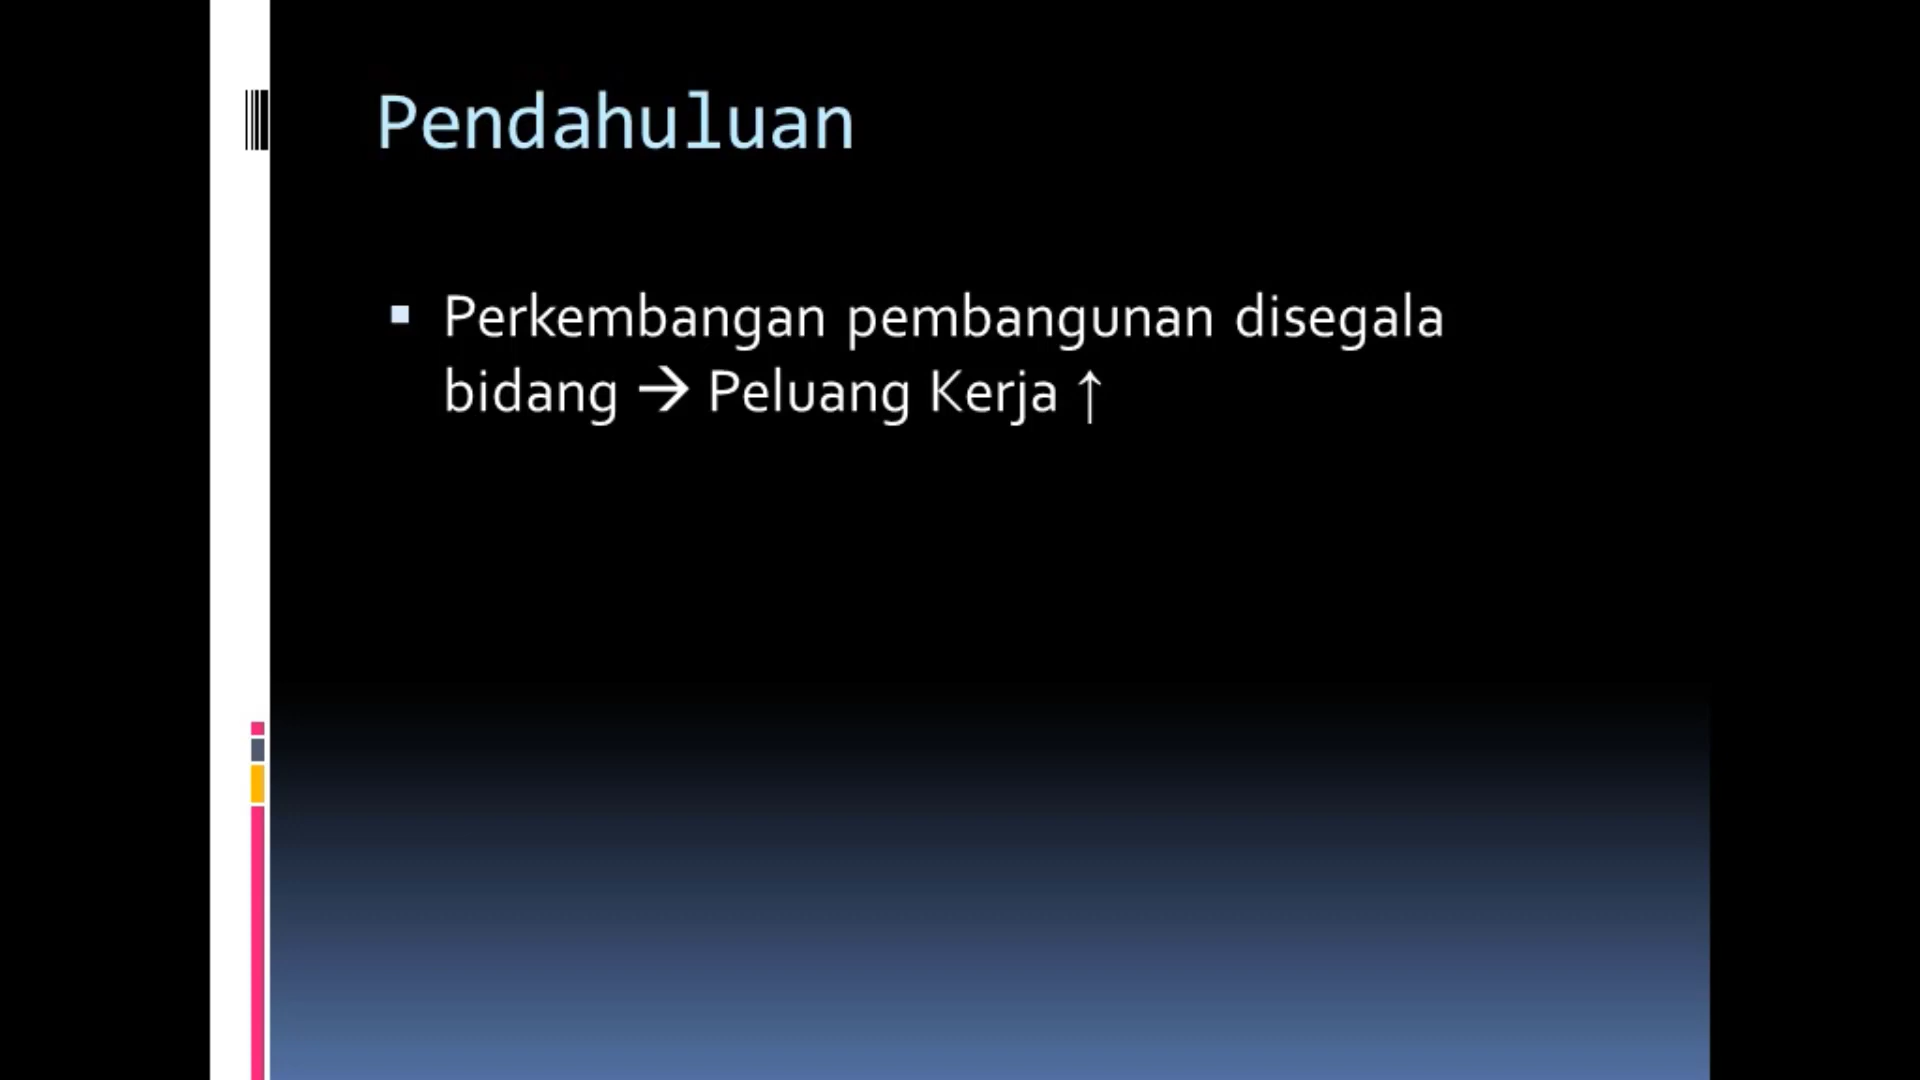 Pendahuluan
▪ Perkembangan pembangunan disegala
bidang → Peluang Kerja ↑